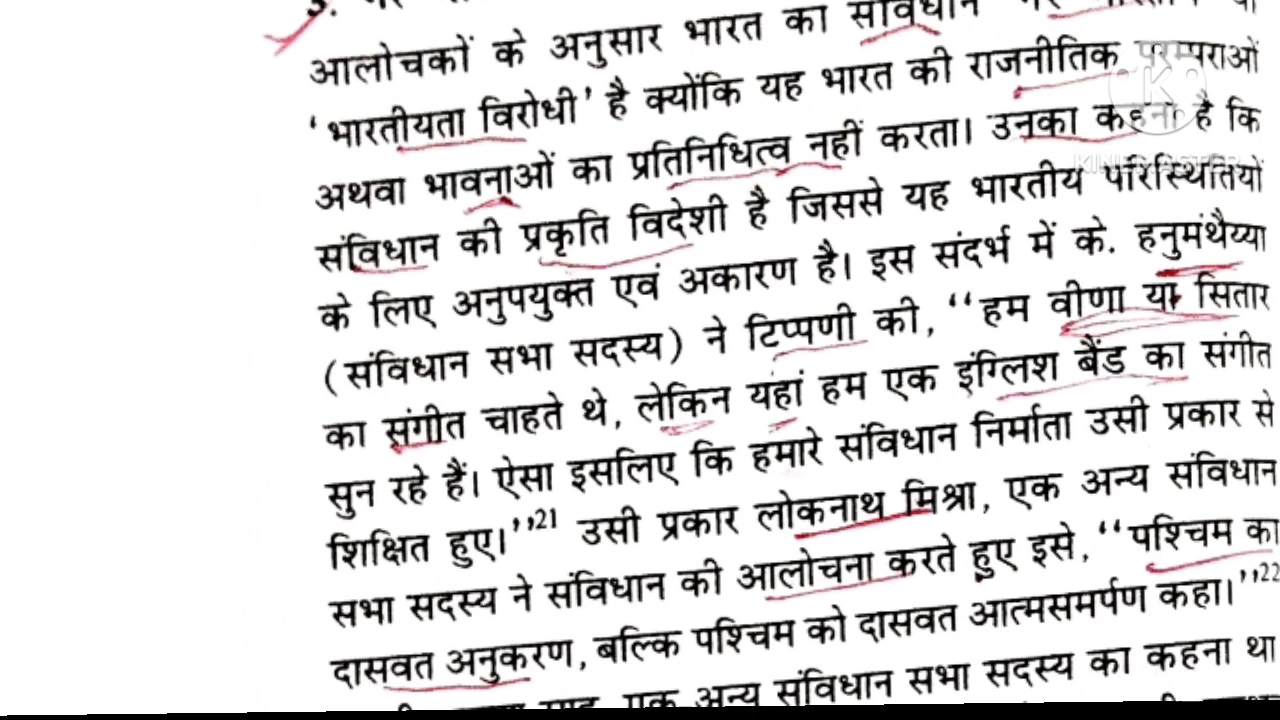 आलोचकों के अनुसार भारत का संविधान
'भारतीयता विरोधी' है क्योंकि यह भारत की राजनीतिक परम्पराओं
अथवा भावनाओं का प्रतिनिधित्व नहीं करता। उनका कहना है कि
संविधान की प्रकृति विदेशी है जिससे यह भारतीय परिस्थितियों
के लिए अनुपयुक्त एवं अकारण है। इस संदर्भ में के. हनुमंथैय्या
(संविधान सभा सदस्य) ने टिप्पणी की, "हम वीणा या सितार
का संगीत चाहते थे, लेकिन यहां हम एक इंग्लिश बैंड का संगीत
सुन रहे हैं। ऐसा इसलिए कि हमारे संविधान निर्माता उसी प्रकार से
शिक्षित हुए।"21 उसी प्रकार लोकनाथ मिश्रा, एक अन्य संविधान
सभा सदस्य ने संविधान की आलोचना करते हुए इसे, "पश्चिम का
दासवत अनुकरण, बल्कि पश्चिम को दासवत आत्मसमर्पण कहा।"22
एक अन्य संविधान सभा सदस्य का कहना था
KINEMASTER